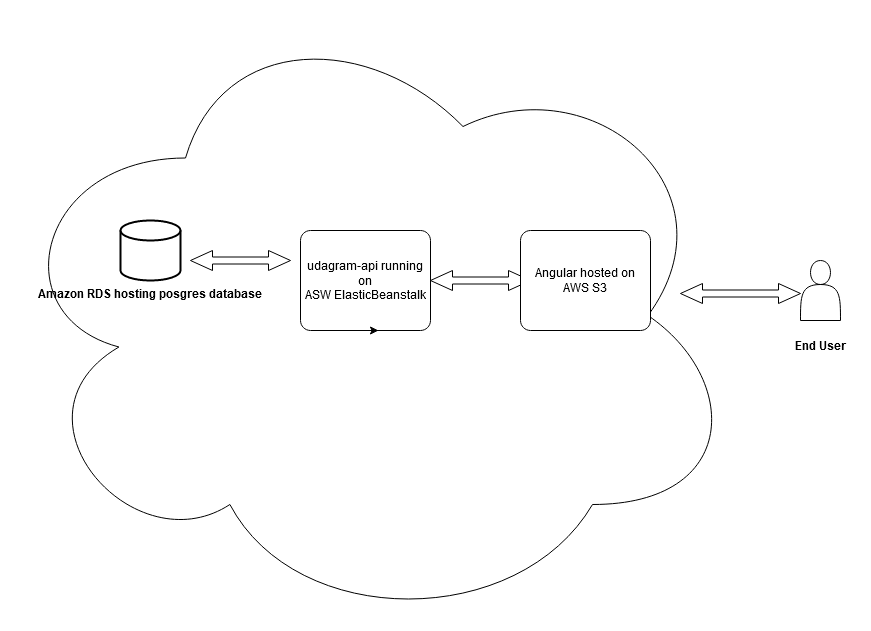 udagram-api running
on
ASW ElasticBeanstalk
Angular hosted on
AWS S3
Amazon RDS hosting posgres database
End User